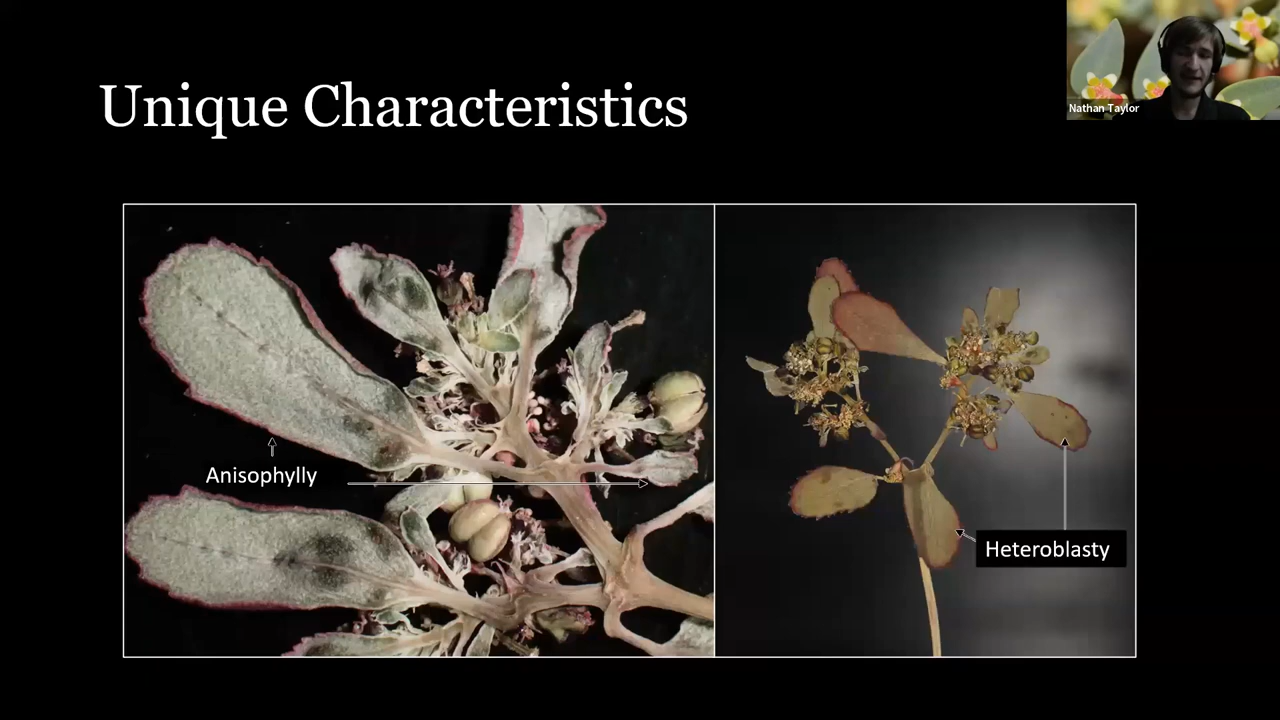 Unique Characteristics
Nathan Taylor
Anisophylly
Heteroblasty